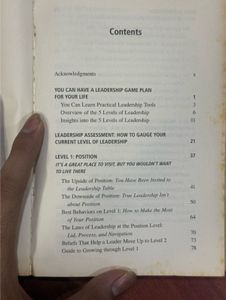 Contents
Acknowledgments v
YOU CAN HAVE A LEADERSHIP GAME PLAN
FOR YOUR LIFE 1
You Can Learn Practical Leadership Tools 3
Overview of the 5 Levels of Leadership 6
Insights into the 5 Levels of Leadership 11
LEADERSHIP ASSESSMENT: HOW TO GAUGE YOUR
CURRENT LEVEL OF LEADERSHIP 21
LEVEL 1: POSITION 37
IT'S A GREAT PLACE TO VISIT, BUT YOU WOULDN'T WANT
TO LIVE THERE
The Upside of Position: You Have Been Invited to
the Leadership Table 41
The Downside of Position: True Leadership Isn't
about Position 50
Best Behaviors on Level 1: How to Make the Most
of Your Position 64
The Laws of Leadership at the Position Level:
Lid, Process, and Navigation 70
Beliefs That Help a Leader Move Up to Level 2 73
Guide to Growing through Level 1 78